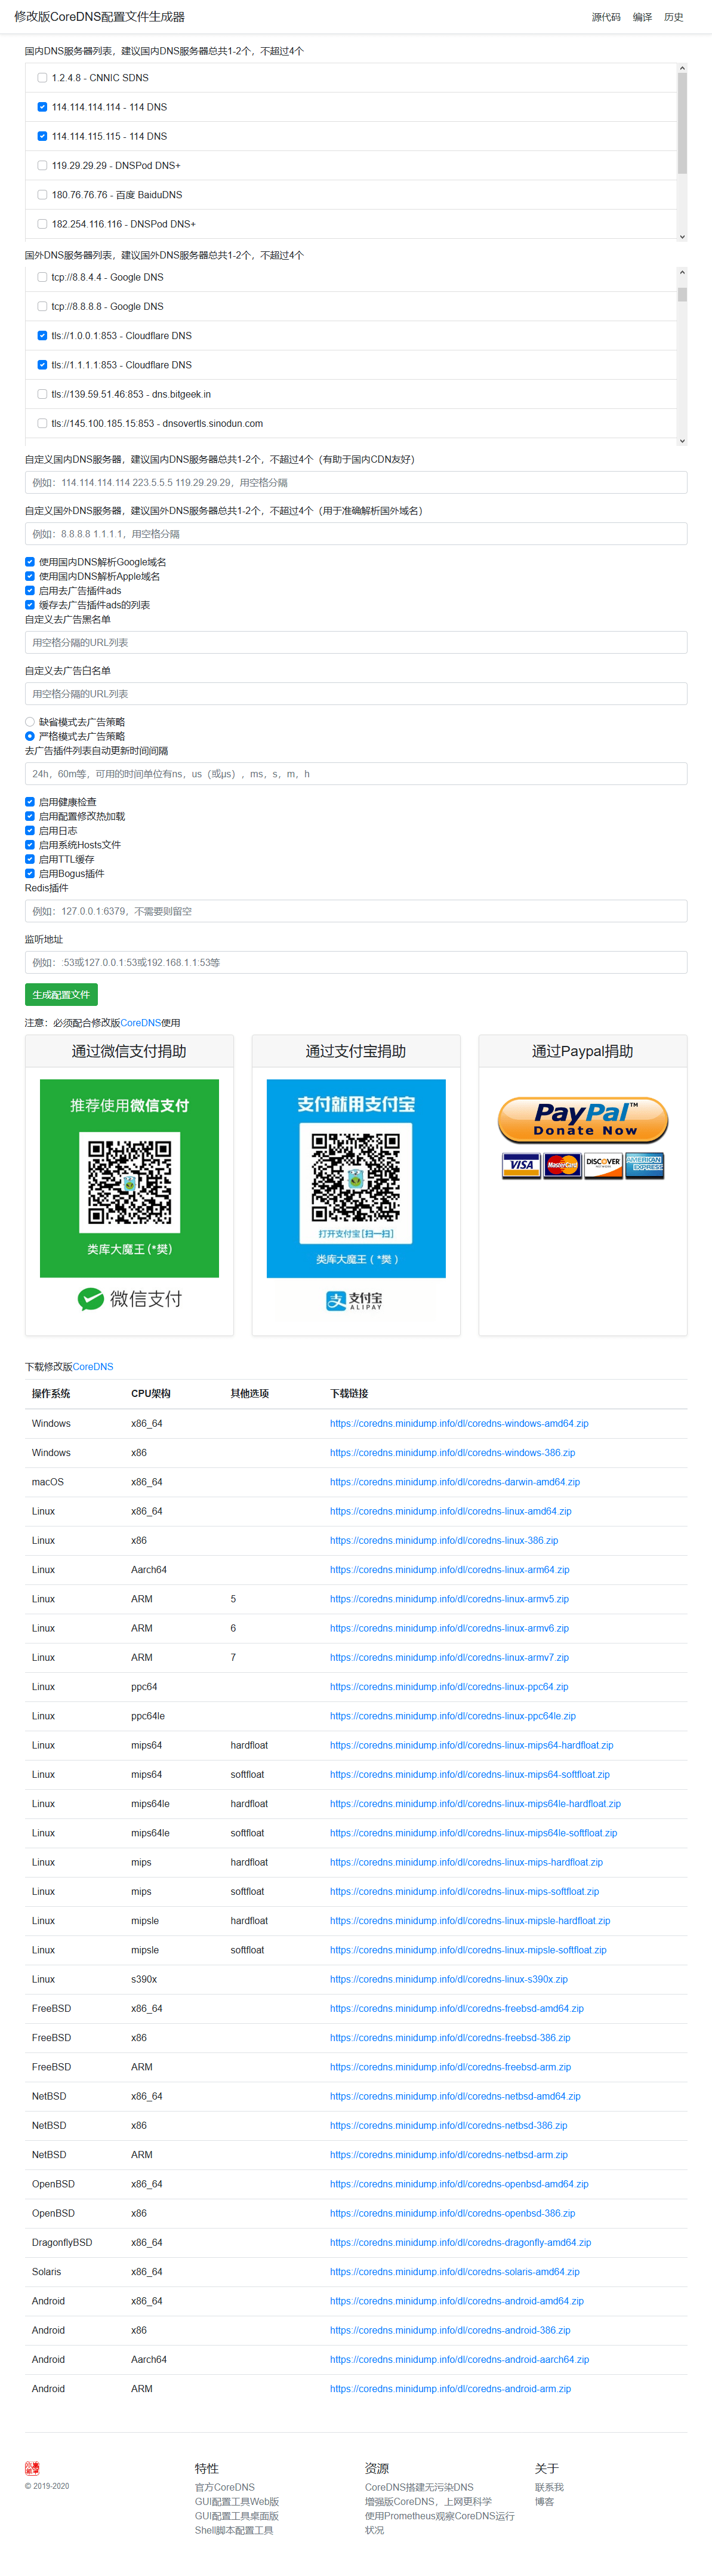 修改版CoreDNS配置文件生成器 源代码 编译 历史
国内DNS服务器列表，建议国内DNS服务器总共1-2个，不超过4个
1.2.4.8 - CNNIC SDNS
114.114.114.114 - 114 DNS
114.114.115.115 - 114 DNS
119.29.29.29 - DNSPod DNS+
180.76.76.76 - 百度 BaiduDNS
182.254.116.116 - DNSPod DNS+
国外DNS服务器列表，建议国外DNS服务器总共1-2个，不超过4个
tcp://8.8.4.4 - Google DNS
tcp://8.8.8.8 - Google DNS
tls://1.0.0.1:853 - Cloudflare DNS
tls://1.1.1.1:853 - Cloudflare DNS
tls://139.59.51.46:853 - dns.bitgeek.in
tls://145.100.185.15:853 - dnsovertls.sinodun.com
自定义国内DNS服务器，建议国内DNS服务器总共1-2个，不超过4个（有助于国内CDN友好）
例如：114.114.114.114 223.5.5.5 119.29.29.29，用空格分隔
自定义国外DNS服务器，建议国外DNS服务器总共1-2个，不超过4个（用于准确解析国外域名）
例如：8.8.8.8 1.1.1.1，用空格分隔
使用国内DNS解析Google域名
使用国内DNS解析Apple域名
启用去广告插件ads
缓存去广告插件ads的列表
自定义去广告黑名单
用空格分隔的URL列表
自定义去广告白名单
用空格分隔的URL列表
缺省模式去广告策略
严格模式去广告策略
去广告插件列表自动更新时间间隔
24h，60m等，可用的时间单位有ns，us（或µs），ms，s，m，h
启用健康检查
启用配置修改热加载
启用日志
启用系统Hosts文件
启用TTL缓存
启用Bogus插件
Redis插件
例如：127.0.0.1:6379，不需要则留空
监听地址
例如：:53或127.0.0.1:53或192.168.1.1:53等
生成配置文件
注意：必须配合修改版CoreDNS使用
通过微信支付捐助 通过支付宝捐助 通过Paypal捐助
推荐使用微信支付
类库大魔王(*樊)
微信支付
支付就用支付宝
打开支付宝[扫一扫]
类库大魔王（*樊）
支付宝
ALIPAY
PayPal™
Donate Now
VISA MasterCard DISCOVER AMERICAN EXPRESS
下载修改版CoreDNS
操作系统 CPU架构 其他选项 下载链接
Windows x86_64 https://coredns.minidump.info/dl/coredns-windows-amd64.zip
Windows x86 https://coredns.minidump.info/dl/coredns-windows-386.zip
macOS x86_64 https://coredns.minidump.info/dl/coredns-darwin-amd64.zip
Linux x86_64 https://coredns.minidump.info/dl/coredns-linux-amd64.zip
Linux x86 https://coredns.minidump.info/dl/coredns-linux-386.zip
Linux Aarch64 https://coredns.minidump.info/dl/coredns-linux-arm64.zip
Linux ARM 5 https://coredns.minidump.info/dl/coredns-linux-armv5.zip
Linux ARM 6 https://coredns.minidump.info/dl/coredns-linux-armv6.zip
Linux ARM 7 https://coredns.minidump.info/dl/coredns-linux-armv7.zip
Linux ppc64 https://coredns.minidump.info/dl/coredns-linux-ppc64.zip
Linux ppc64le https://coredns.minidump.info/dl/coredns-linux-ppc64le.zip
Linux mips64 hardfloat https://coredns.minidump.info/dl/coredns-linux-mips64-hardfloat.zip
Linux mips64 softfloat https://coredns.minidump.info/dl/coredns-linux-mips64-softfloat.zip
Linux mips64le hardfloat https://coredns.minidump.info/dl/coredns-linux-mips64le-hardfloat.zip
Linux mips64le softfloat https://coredns.minidump.info/dl/coredns-linux-mips64le-softfloat.zip
Linux mips hardfloat https://coredns.minidump.info/dl/coredns-linux-mips-hardfloat.zip
Linux mips softfloat https://coredns.minidump.info/dl/coredns-linux-mips-softfloat.zip
Linux mipsle hardfloat https://coredns.minidump.info/dl/coredns-linux-mipsle-hardfloat.zip
Linux mipsle softfloat https://coredns.minidump.info/dl/coredns-linux-mipsle-softfloat.zip
Linux s390x https://coredns.minidump.info/dl/coredns-linux-s390x.zip
FreeBSD x86_64 https://coredns.minidump.info/dl/coredns-freebsd-amd64.zip
FreeBSD x86 https://coredns.minidump.info/dl/coredns-freebsd-386.zip
FreeBSD ARM https://coredns.minidump.info/dl/coredns-freebsd-arm.zip
NetBSD x86_64 https://coredns.minidump.info/dl/coredns-netbsd-amd64.zip
NetBSD x86 https://coredns.minidump.info/dl/coredns-netbsd-386.zip
NetBSD ARM https://coredns.minidump.info/dl/coredns-netbsd-arm.zip
OpenBSD x86_64 https://coredns.minidump.info/dl/coredns-openbsd-amd64.zip
OpenBSD x86 https://coredns.minidump.info/dl/coredns-openbsd-386.zip
DragonflyBSD x86_64 https://coredns.minidump.info/dl/coredns-dragonfly-amd64.zip
Solaris x86_64 https://coredns.minidump.info/dl/coredns-solaris-amd64.zip
Android x86_64 https://coredns.minidump.info/dl/coredns-android-amd64.zip
Android x86 https://coredns.minidump.info/dl/coredns-android-386.zip
Android Aarch64 https://coredns.minidump.info/dl/coredns-android-aarch64.zip
Android ARM https://coredns.minidump.info/dl/coredns-android-arm.zip
© 2019-2020
特性
官方CoreDNS
GUI配置工具Web版
GUI配置工具桌面版
Shell脚本配置工具
资源
CoreDNS搭建无污染DNS
增强版CoreDNS，上网更科学
使用Prometheus观察CoreDNS运行
状况
关于
联系我
博客